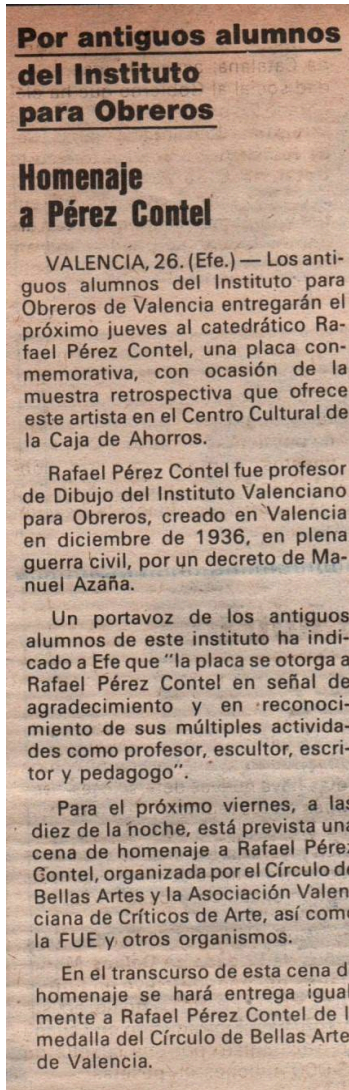 Por antiguos alumnos
del Instituto
para Obreros
Homenaje
a Pérez Contel
VALENCIA, 26. (Efe.) — Los anti-
guos alumnos del Instituto para
Obreros de Valencia entregarán el
próximo jueves al catedrático Ra-
fael Pérez Contel, una placa con-
memorativa, con ocasión de la
muestra retrospectiva que ofrece
este artista en el Centro Cultural de
la Caja de Ahorros.
Rafael Pérez Contel fue profesor
de Dibujo del Instituto Valenciano
para Obreros, creado en Valencia
en diciembre de 1936, en plena
guerra civil, por un decreto de Ma-
nuel Azaña.
Un portavoz de los antiguos
alumnos de este instituto ha indi-
cado a Efe que "la placa se otorga a
Rafael Pérez Contel en señal de
agradecimiento y en reconoci-
miento de sus múltiples activida-
des como profesor, escultor, escri-
tor y pedagogo".
Para el próximo viernes, a las
diez de la noche, está prevista una
cena de homenaje a Rafael Pérez
Contel, organizada por el Círculo de
Bellas Artes y la Asociación Valen
ciana de Críticos de Arte, así como
la FUE y otros organismos.
En el transcurso de esta cena d
homenaje se hará entrega igual
mente a Rafael Pérez Contel de l
medalla del Círculo de Bellas Arte
de Valencia.